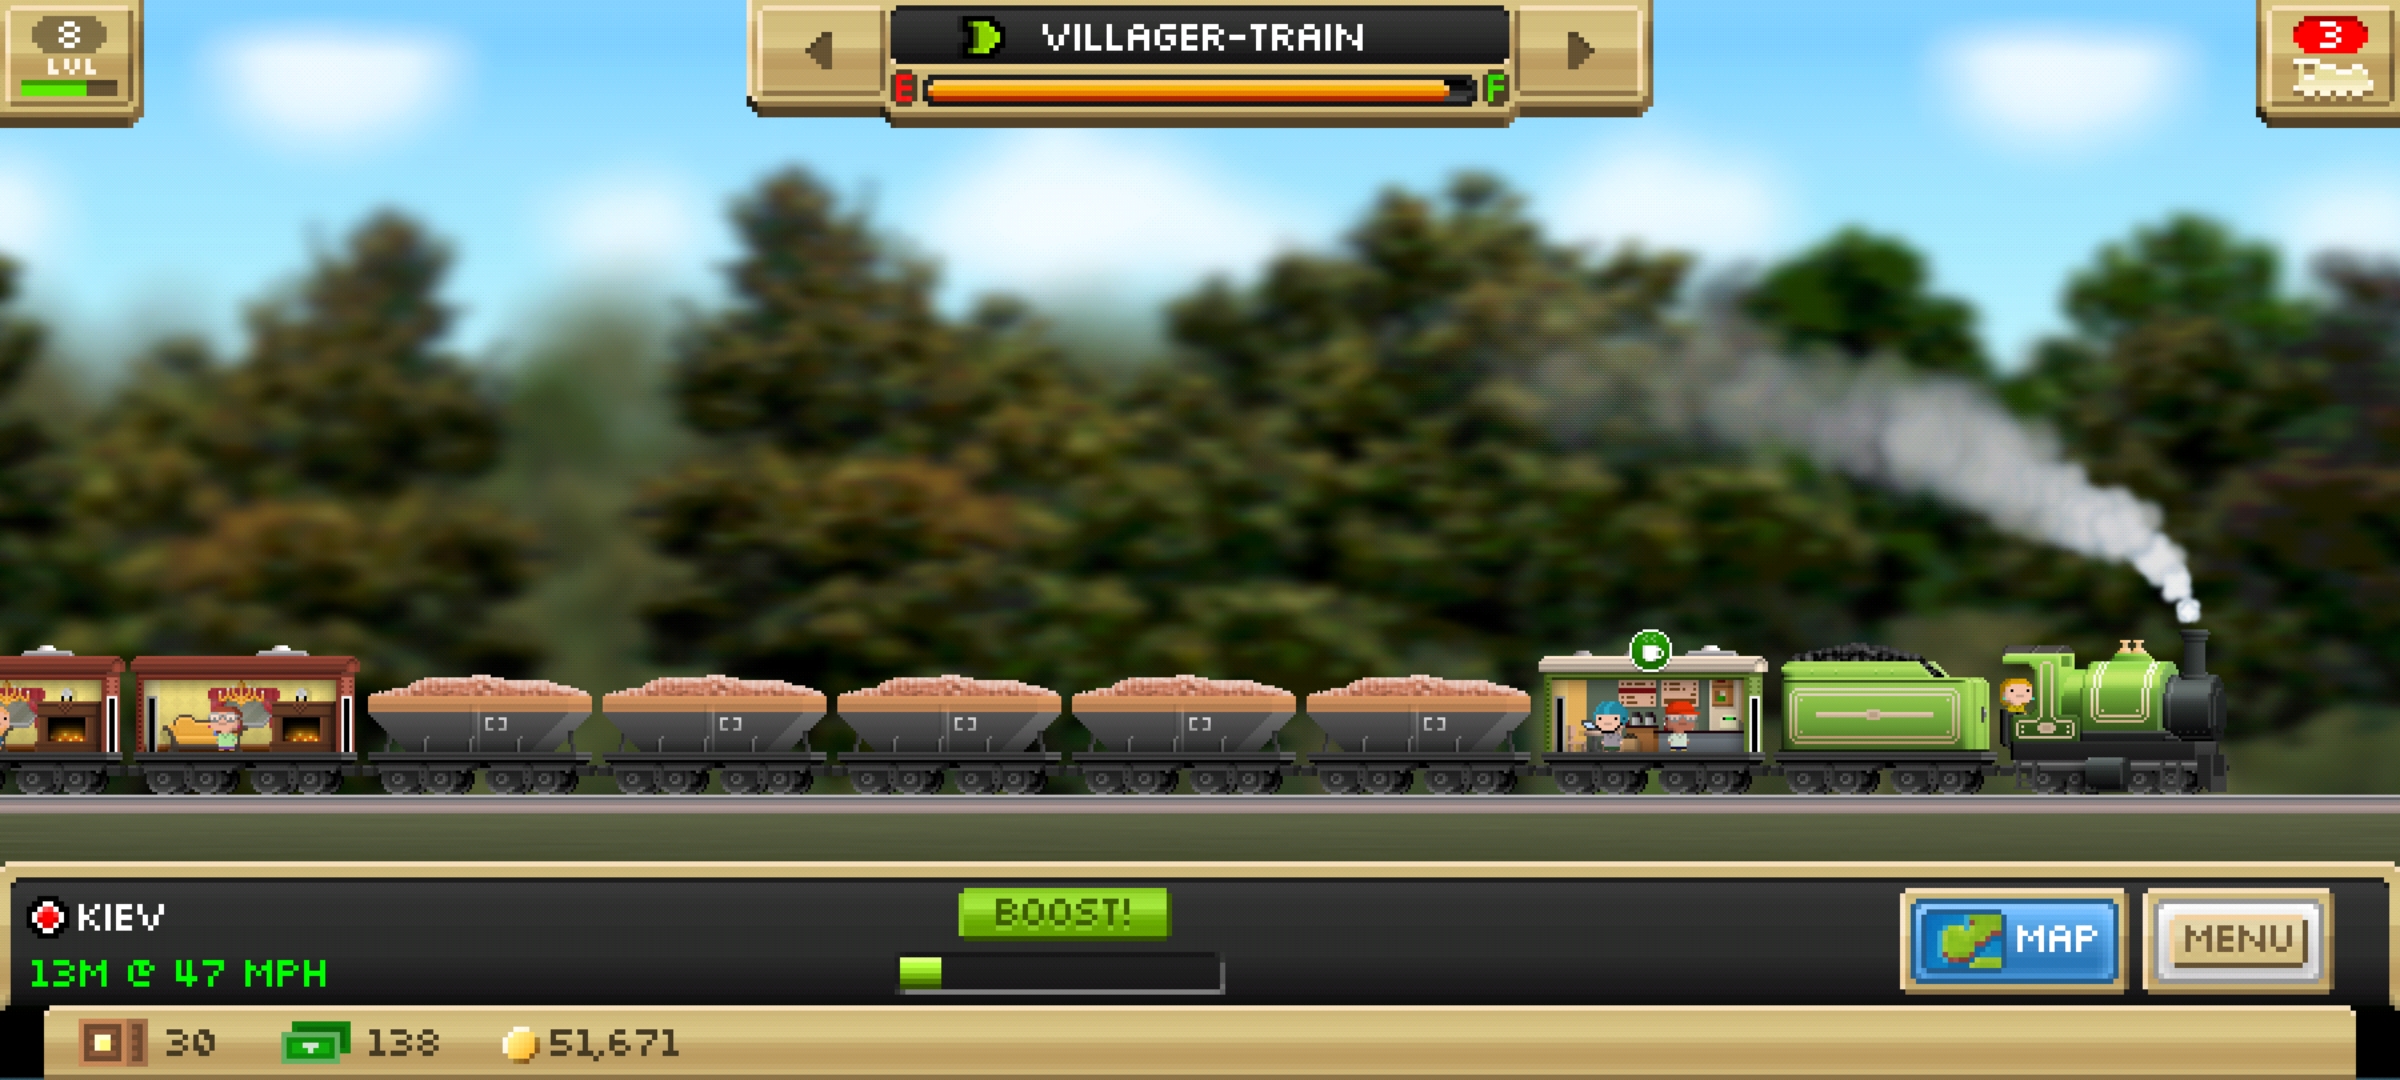 8
LVL
VILLAGER-TRAIN
E F
3
KIEV
13M @ 47 MPH
BOOST!
MAP
MENU
30 138 51,671